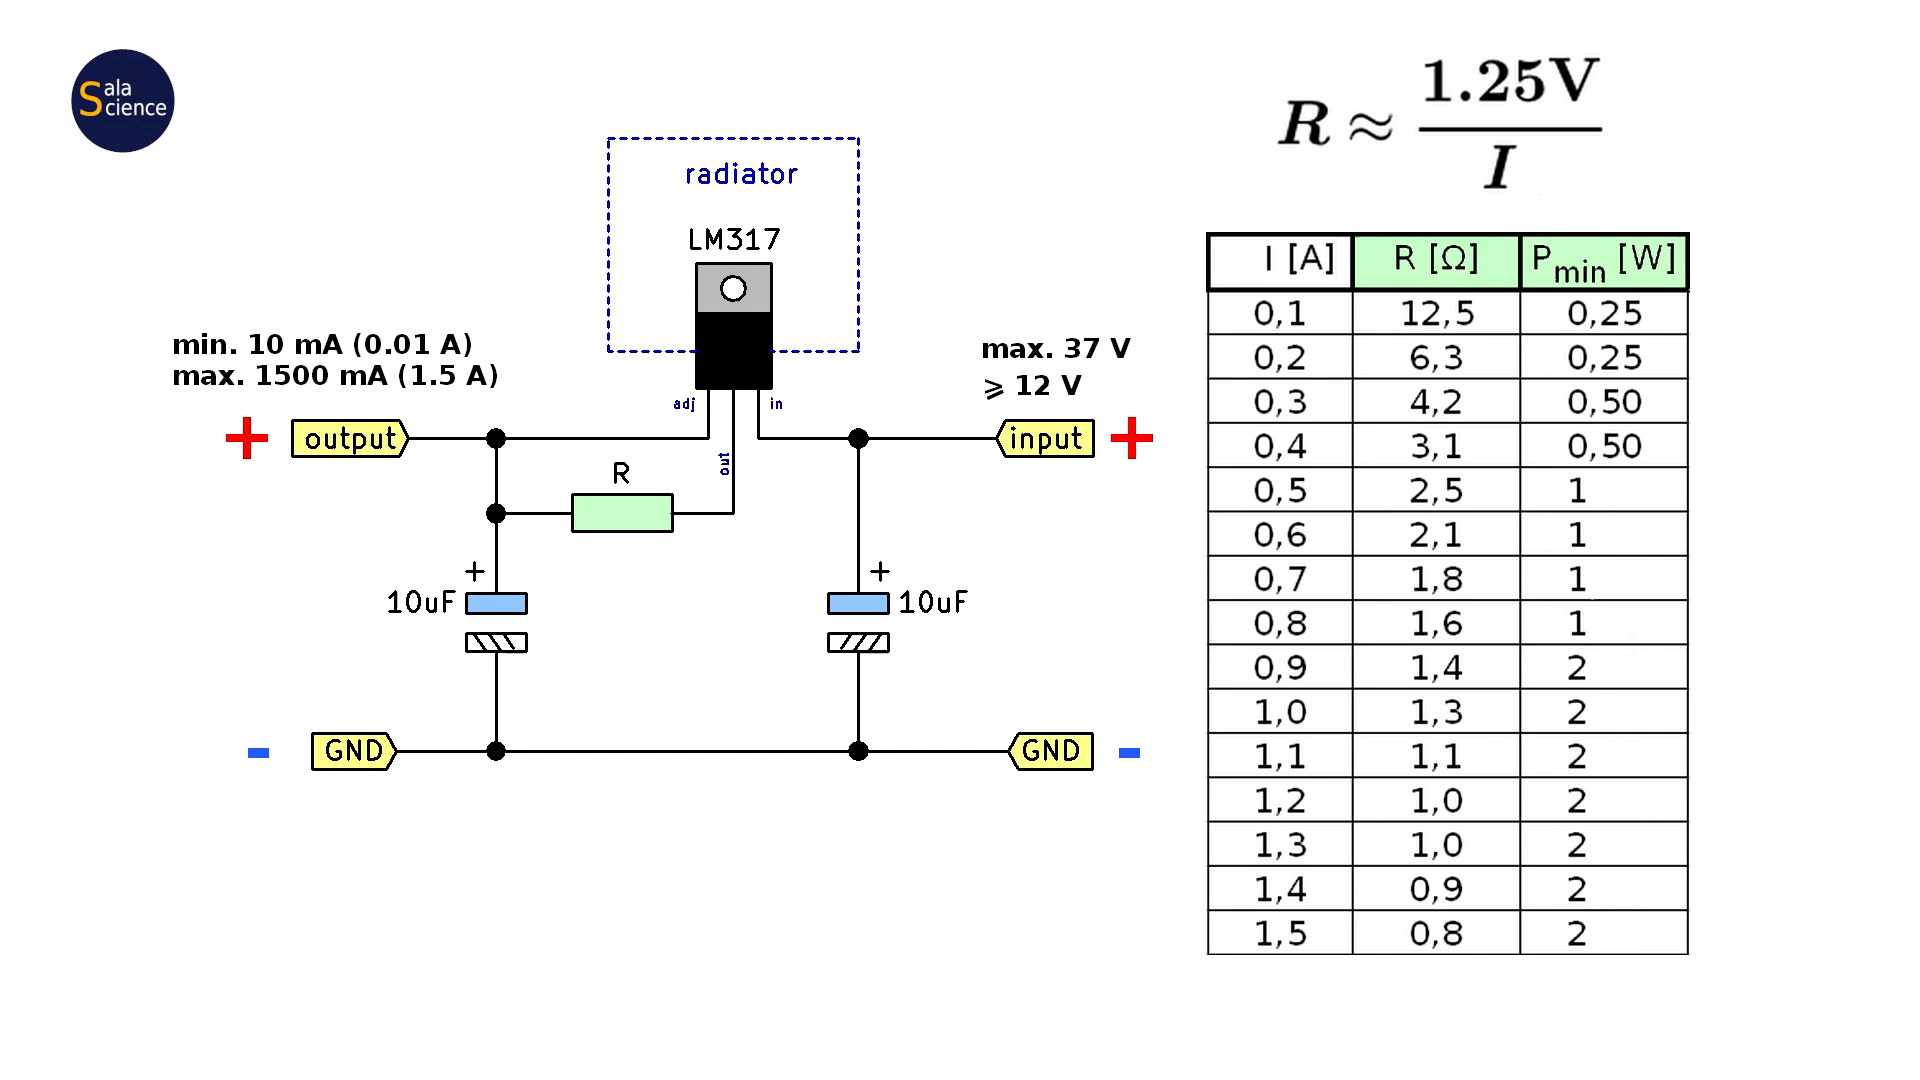 Sala
Science
R ≈ 1.25V / I
radiator
LM317
min. 10 mA (0.01 A)
max. 1500 mA (1.5 A)
max. 37 V
⩾ 12 V
adj
in
out
+
output
input
+
R
+
10uF
+
10uF
-
GND
GND
-
I [A] R [Ω] Pmin [W]
0,1 12,5 0,25
0,2 6,3 0,25
0,3 4,2 0,50
0,4 3,1 0,50
0,5 2,5 1
0,6 2,1 1
0,7 1,8 1
0,8 1,6 1
0,9 1,4 2
1,0 1,3 2
1,1 1,1 2
1,2 1,0 2
1,3 1,0 2
1,4 0,9 2
1,5 0,8 2